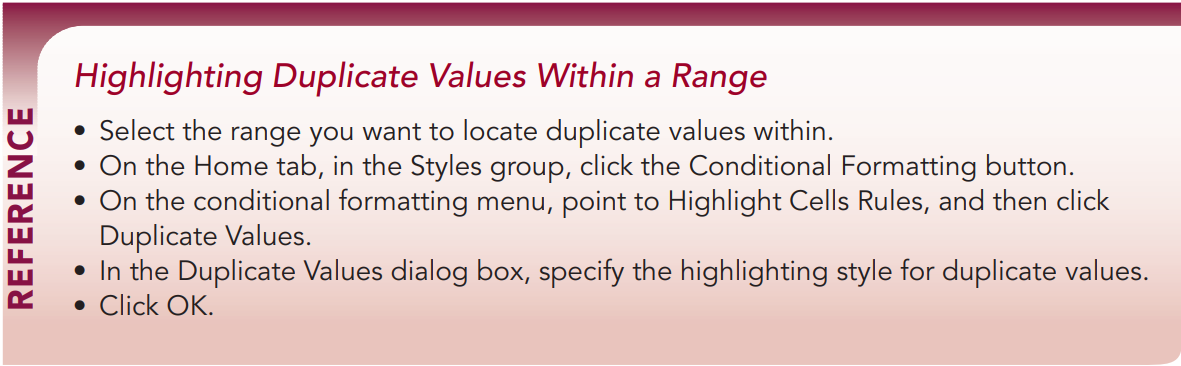 REFERENCE
Highlighting Duplicate Values Within a Range
• Select the range you want to locate duplicate values within.
• On the Home tab, in the Styles group, click the Conditional Formatting button.
• On the conditional formatting menu, point to Highlight Cells Rules, and then click
Duplicate Values.
• In the Duplicate Values dialog box, specify the highlighting style for duplicate values.
• Click OK.